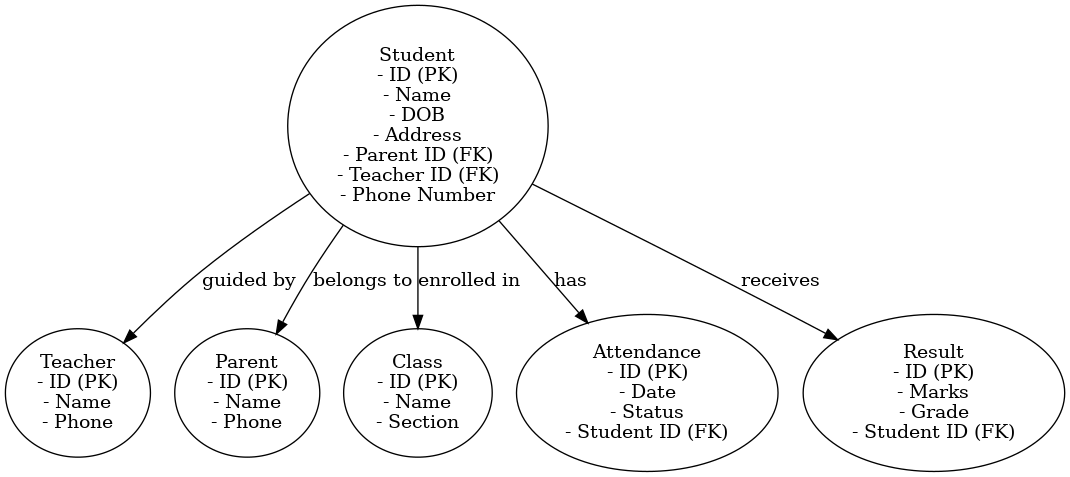 Student
- ID (PK)
- Name
- DOB
- Address
- Parent ID (FK)
- Teacher ID (FK)
- Phone Number
guided by
belongs to
enrolled in
has
receives
Teacher
- ID (PK)
- Name
- Phone
Parent
- ID (PK)
- Name
- Phone
Class
- ID (PK)
- Name
- Section
Attendance
- ID (PK)
- Date
- Status
- Student ID (FK)
Result
- ID (PK)
- Marks
- Grade
- Student ID (FK)